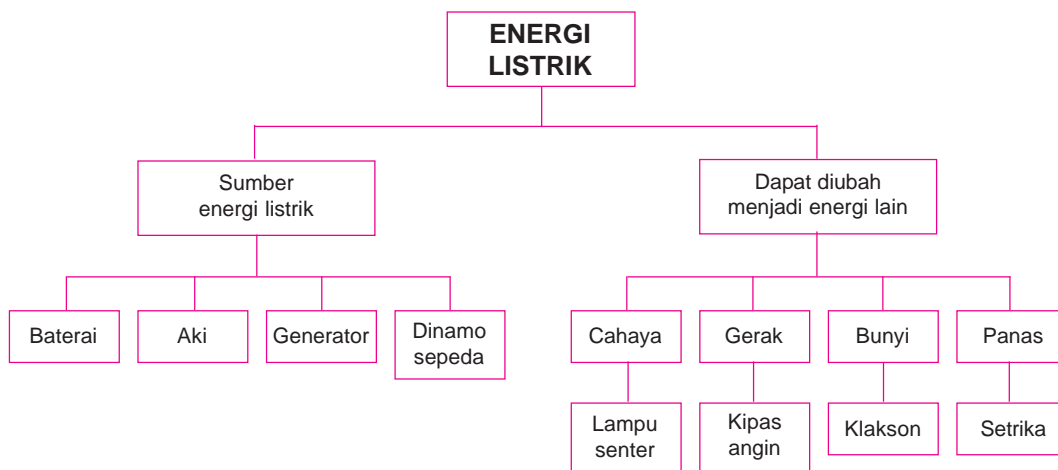 ENERGI
LISTRIK
Sumber
energi listrik
Dapat diubah
menjadi energi lain
Baterai
Aki
Generator
Dinamo
sepeda
Cahaya
Gerak
Bunyi
Panas
Lampu
senter
Kipas
angin
Klakson
Setrika